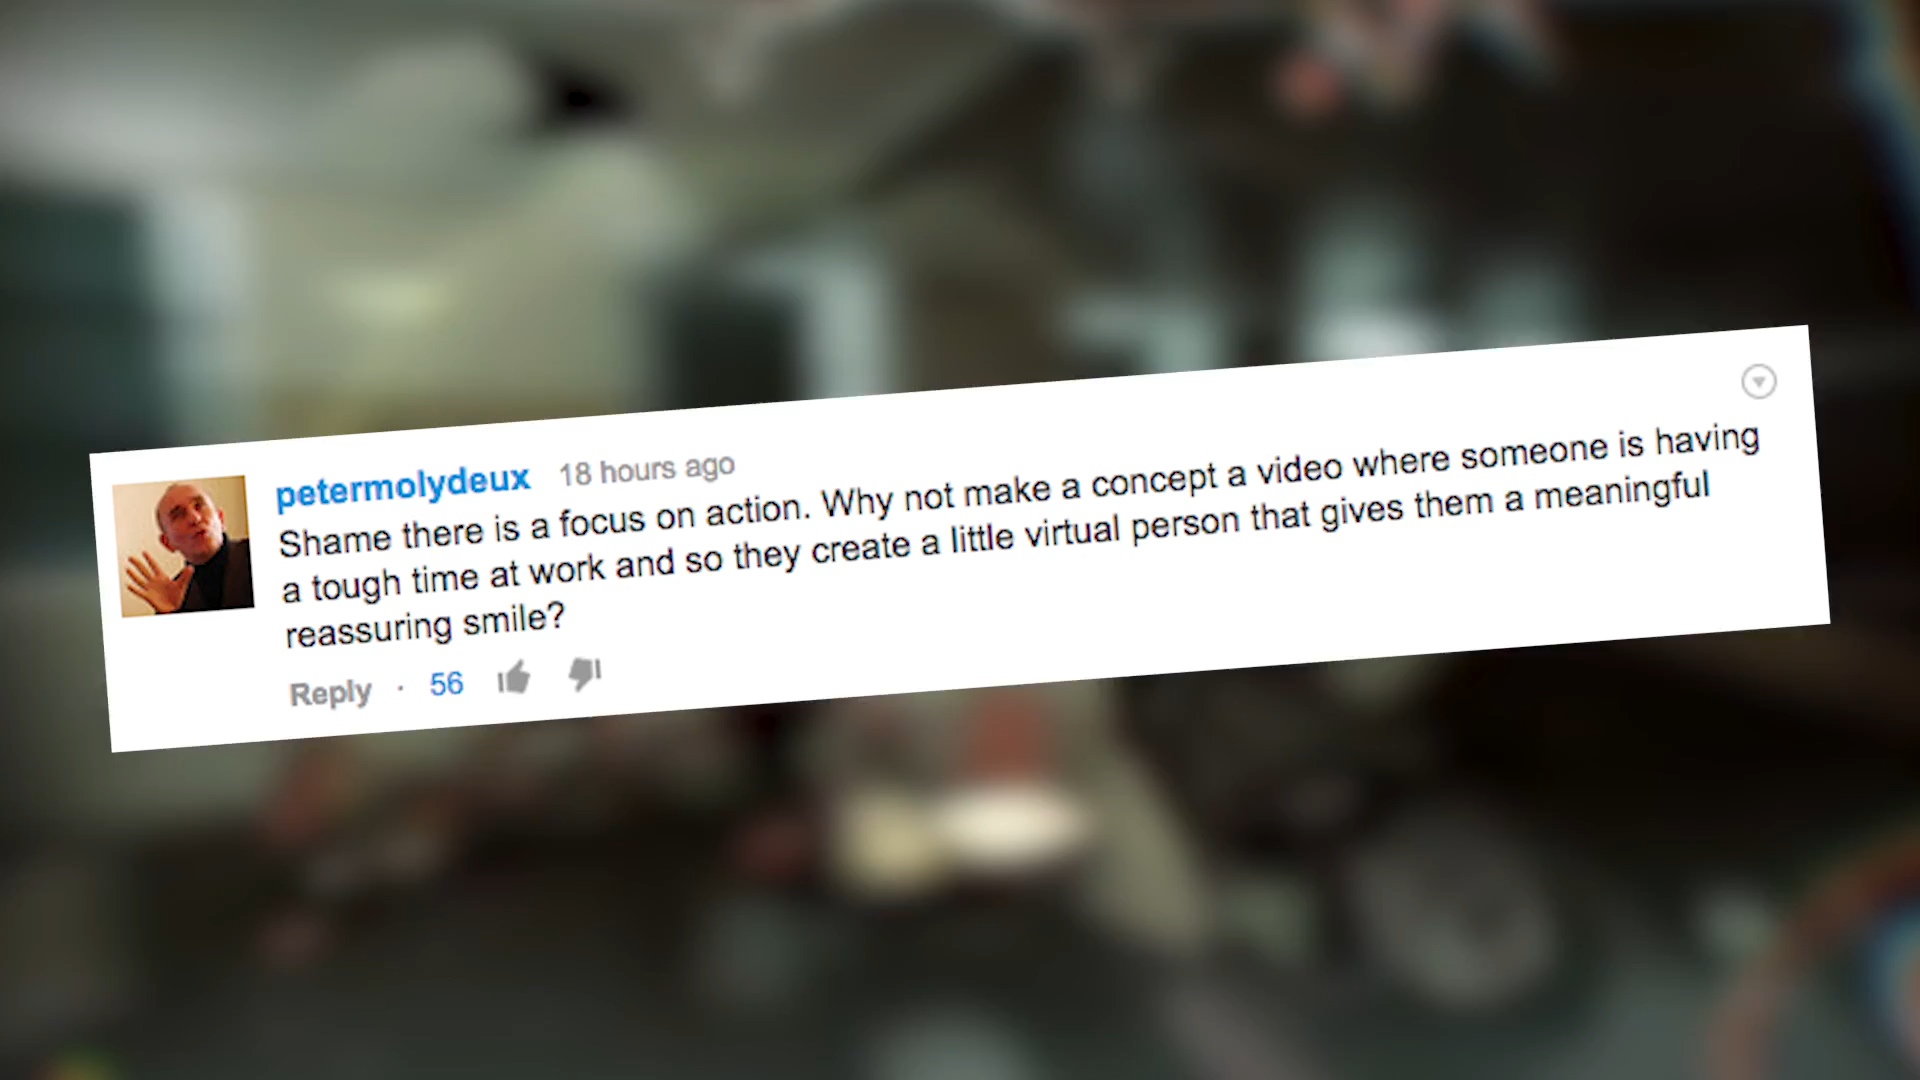 petermolydeux 18 hours ago
Shame there is a focus on action. Why not make a concept a video where someone is having
a tough time at work and so they create a little virtual person that gives them a meaningful
reassuring smile?
Reply · 56